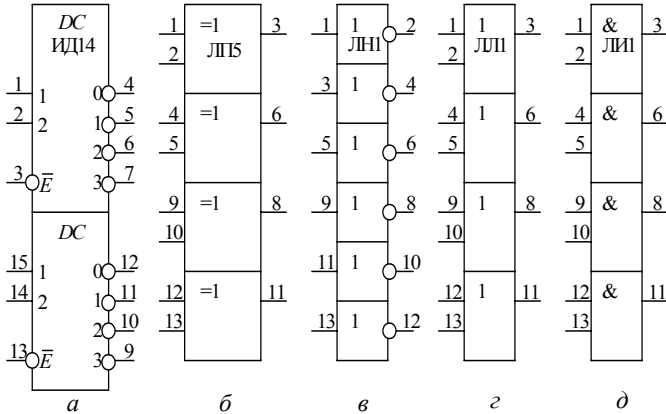 DC
ИД14
1 1 0 4
2 2 1 5
2 6
3 E 3 7
DC
15 1 0 12
14 2 1 11
2 10
13 E 3 9
а
1 =1 3
2 ЛП5
4 =1 6
5
9 =1 8
10
12 =1 11
13
б
1 1 2
ЛН1
3 1 4
5 1 6
9 1 8
11 1 10
13 1 12
в
1 1 3
2 ЛЛ1
4 1 6
5
9 1 8
10
12 1 11
13
г
1 & 3
2 ЛИ1
4 & 6
5
9 & 8
10
12 & 11
13
д